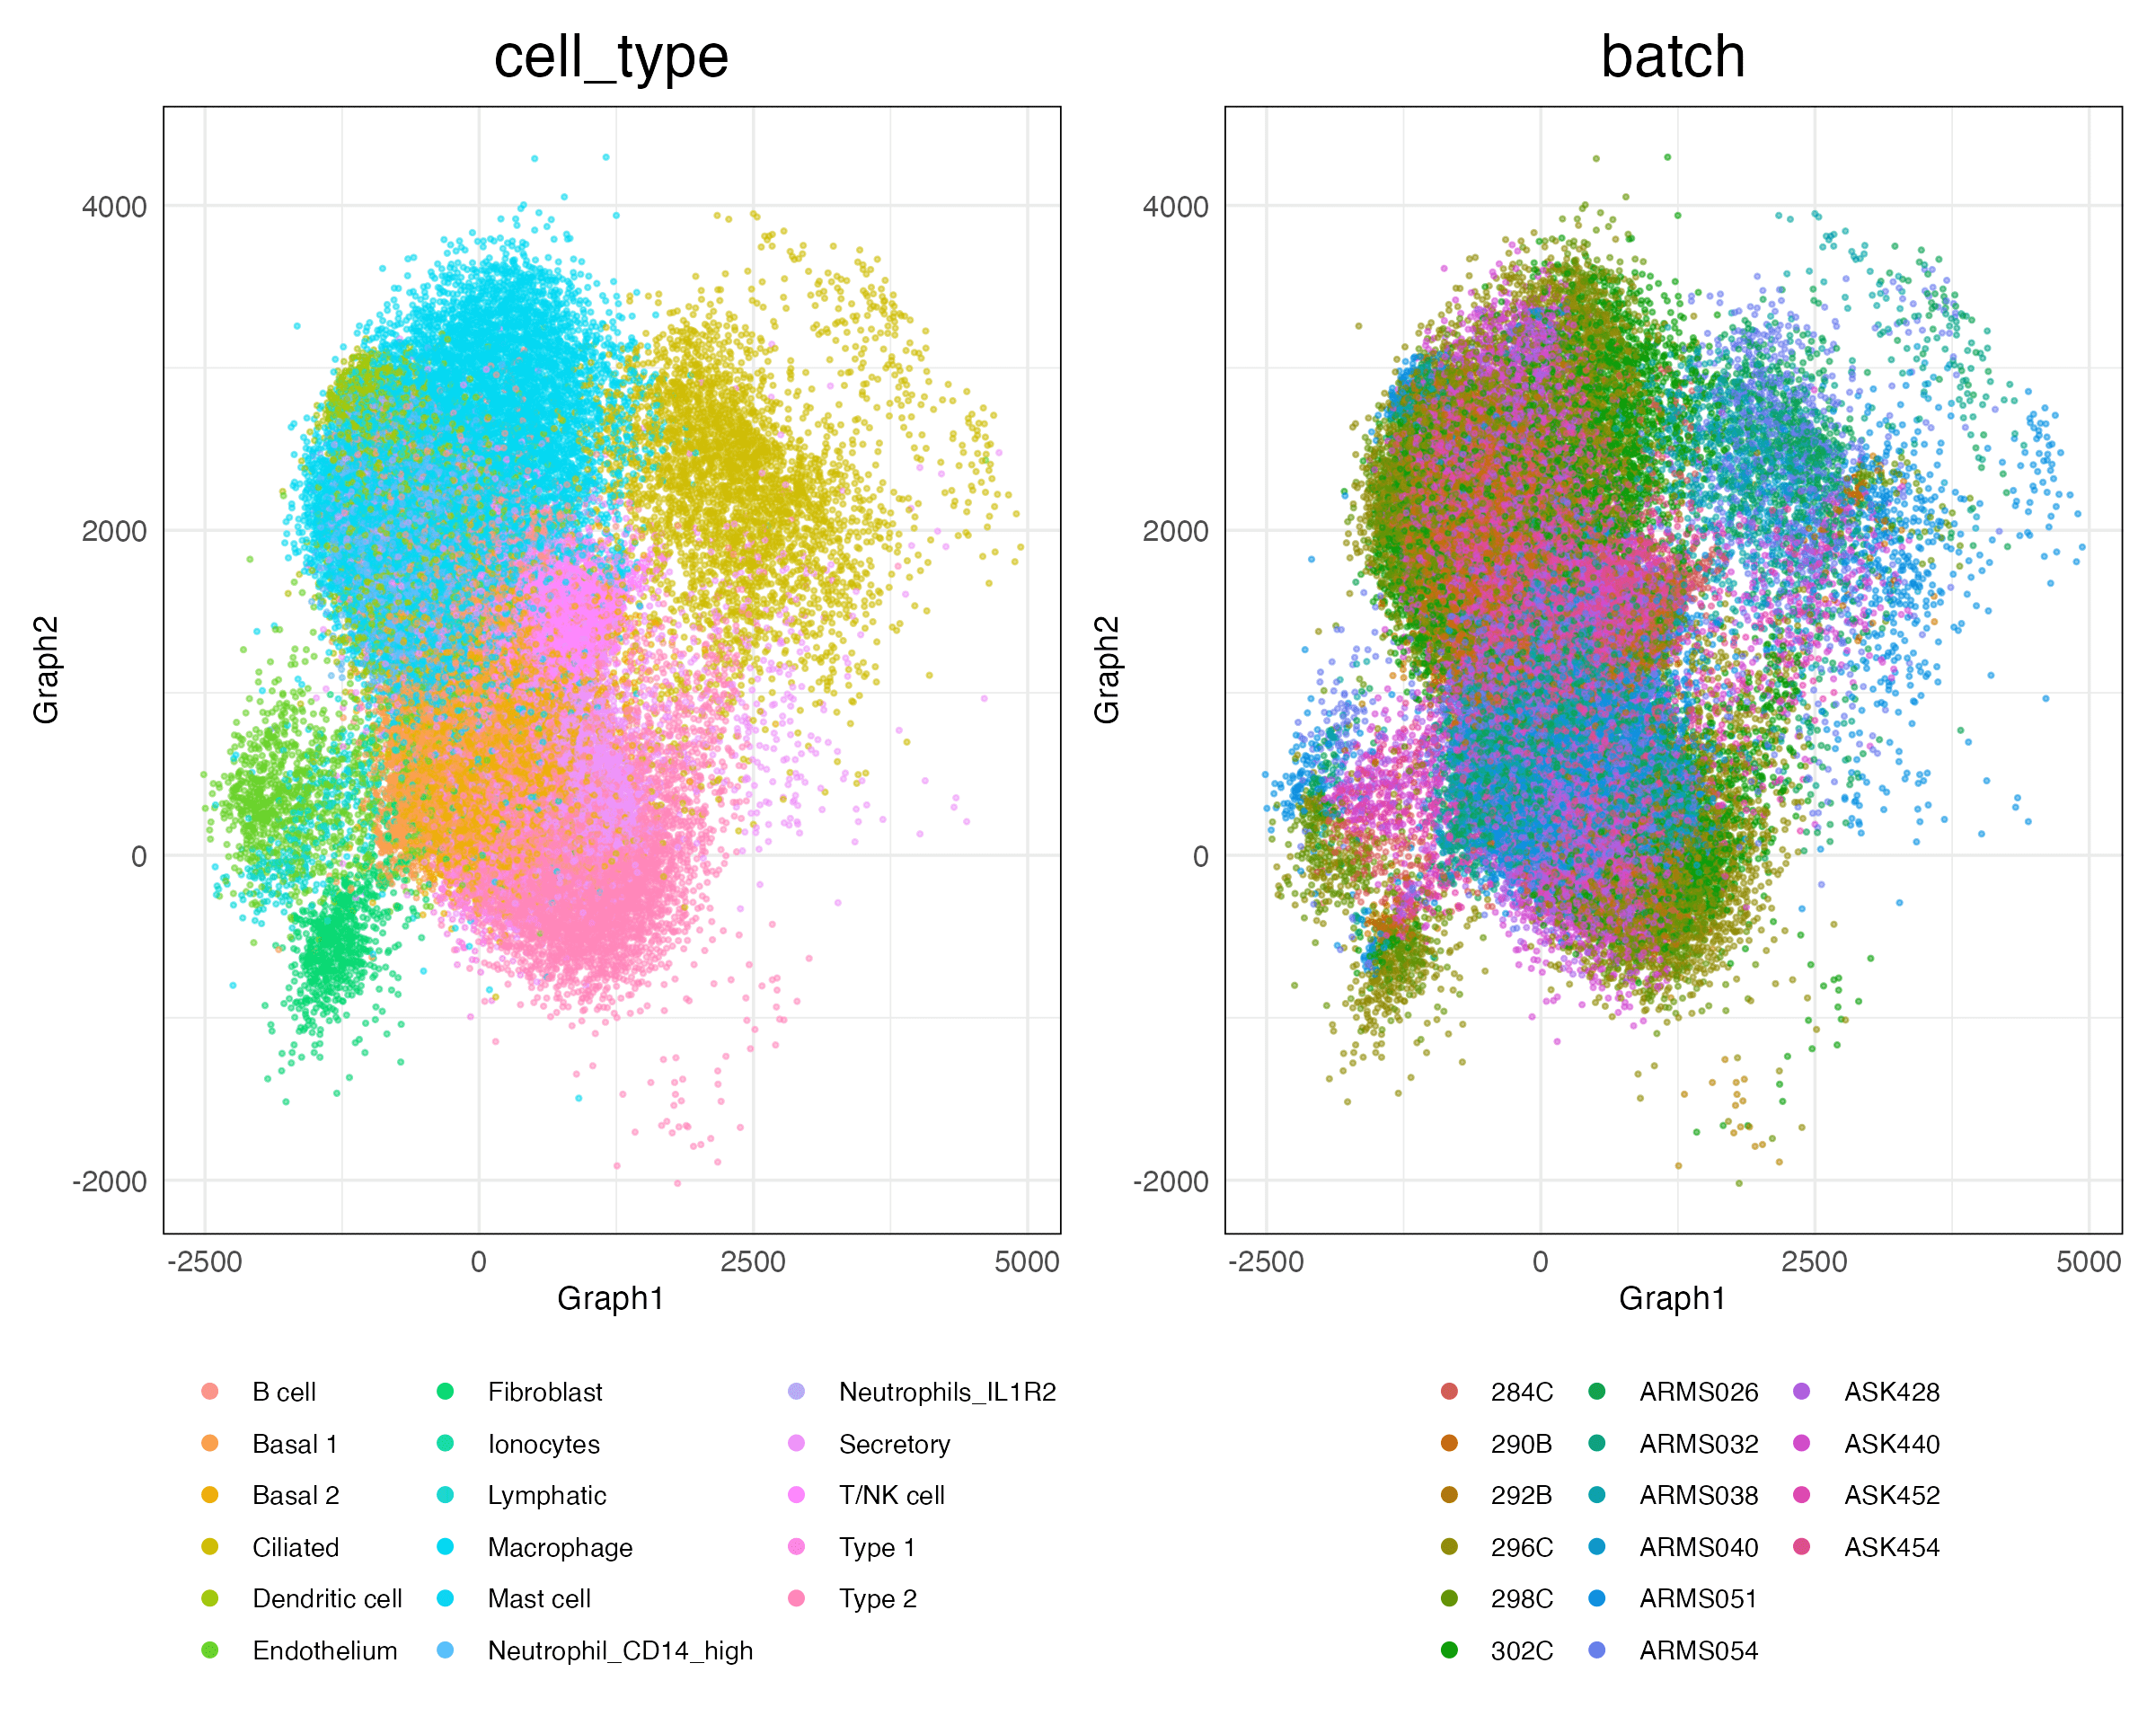 cell_type
batch
4000
2000
0
-2000
Graph2
-2500
0
2500
5000
Graph1
4000
2000
0
-2000
Graph2
-2500
0
2500
5000
Graph1
B cell
Basal 1
Basal 2
Ciliated
Dendritic cell
Endothelium
Fibroblast
Ionocytes
Lymphatic
Macrophage
Mast cell
Neutrophil_CD14_high
Neutrophils_IL1R2
Secretory
T/NK cell
Type 1
Type 2
284C
290B
292B
296C
298C
302C
ARMS026
ARMS032
ARMS038
ARMS040
ARMS051
ARMS054
ASK428
ASK440
ASK452
ASK454